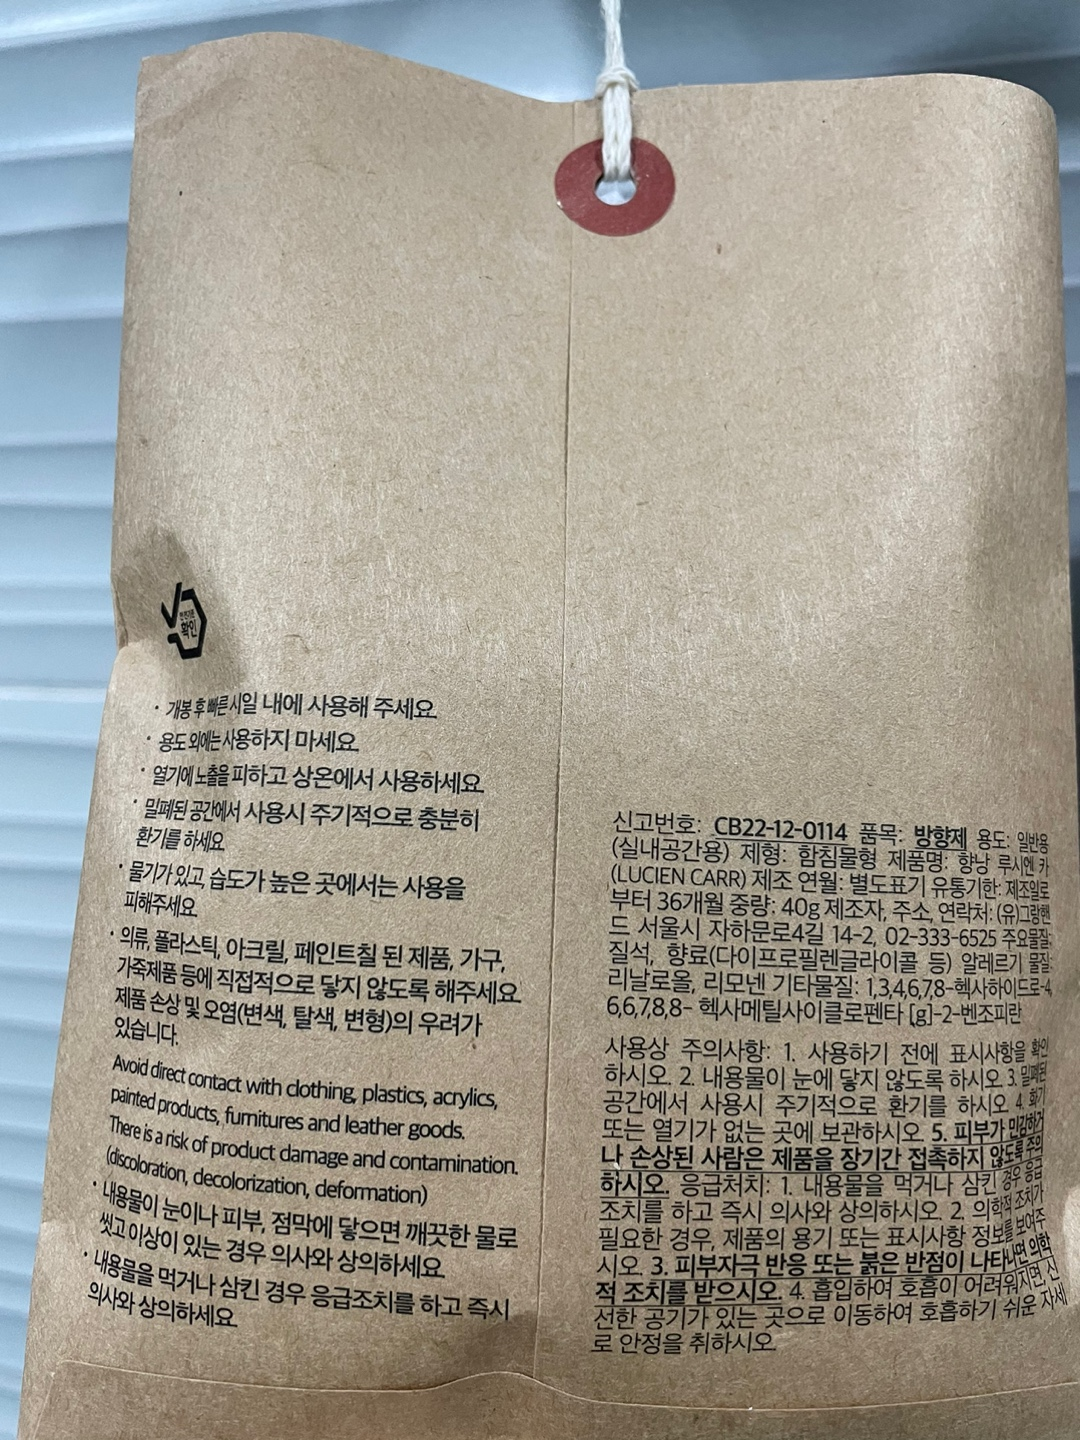 확인
· 개봉 후 빠른 시일 내에 사용해 주세요.
· 용도 외에는 사용하지 마세요.
· 열기에 노출을 피하고 상온에서 사용하세요.
· 밀폐된 공간에서 사용시 주기적으로 충분히
환기를 하세요.
· 물기가 있고, 습도가 높은 곳에서는 사용을
피해주세요.
· 의류, 플라스틱, 아크릴, 페인트칠 된 제품, 가구,
가죽제품 등에 직접적으로 닿지 않도록 해주세요.
제품 손상 및 오염(변색, 탈색, 변형)의 우려가
있습니다.
Avoid direct contact with clothing, plastics, acrylics,
painted products, furnitures and leather goods.
There is a risk of product damage and contamination.
(discoloration, decolorization, deformation)
· 내용물이 눈이나 피부, 점막에 닿으면 깨끗한 물로
씻고 이상이 있는 경우 의사와 상의하세요.
· 내용물을 먹거나 삼킨 경우 응급조치를 하고 즉시
의사와 상의하세요.
신고번호: CB22-12-0114 품목: 방향제 용도: 일반용
(실내공간용) 제형: 함침물형 제품명: 향낭 루시엔 카
(LUCIEN CARR) 제조 연월: 별도표기 유통기한: 제조일로
부터 36개월 중량: 40g 제조자, 주소, 연락처: (유)그랑핸
드 서울시 자하문로4길 14-2, 02-333-6525 주요물질:
질석, 향료(다이프로필렌글라이콜 등) 알레르기 물질:
리날로올, 리모넨 기타물질: 1,3,4,6,7,8-헥사하이드로-4,
6,6,7,8,8- 헥사메틸사이클로펜타 [g]-2-벤조피란
사용상 주의사항: 1. 사용하기 전에 표시사항을 확인
하시오. 2. 내용물이 눈에 닿지 않도록 하시오 3. 밀폐된
공간에서 사용시 주기적으로 환기를 하시오 4. 화기
또는 열기가 없는 곳에 보관하시오. 5. 피부가 민감하거
나 손상된 사람은 제품을 장기간 접촉하지 않도록 주의
하시오. 응급처치: 1. 내용물을 먹거나 삼킨 경우 응급
조치를 하고 즉시 의사와 상의하시오. 2. 의학적 조치가
필요한 경우, 제품의 용기 또는 표시사항 정보를 보여주
시오. 3. 피부자극 반응 또는 붉은 반점이 나타나면 의학
적 조치를 받으시오. 4. 흡입하여 호흡이 어려워지면, 신
선한 공기가 있는 곳으로 이동하여 호흡하기 쉬운 자세
로 안정을 취하시오.